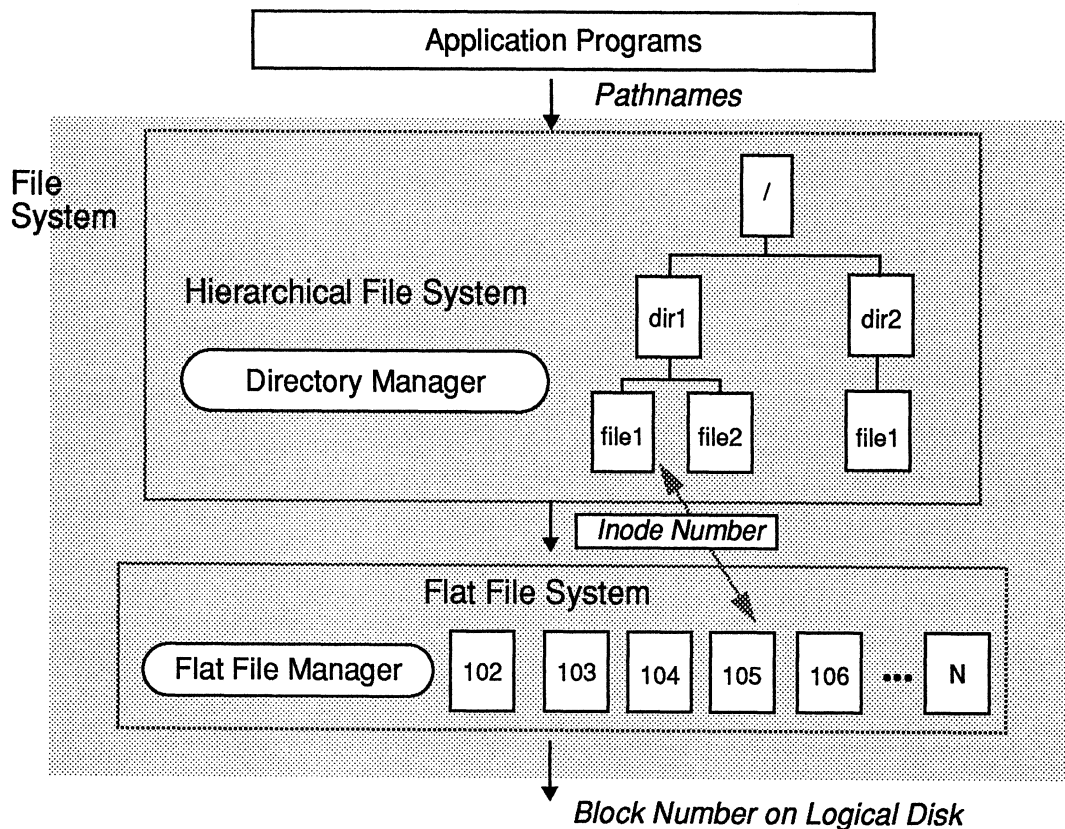 Application Programs
Pathnames
File
System
/
Hierarchical File System
dir1
dir2
Directory Manager
file1
file2
file1
Inode Number
Flat File System
Flat File Manager
102
103
104
105
106
...
N
Block Number on Logical Disk